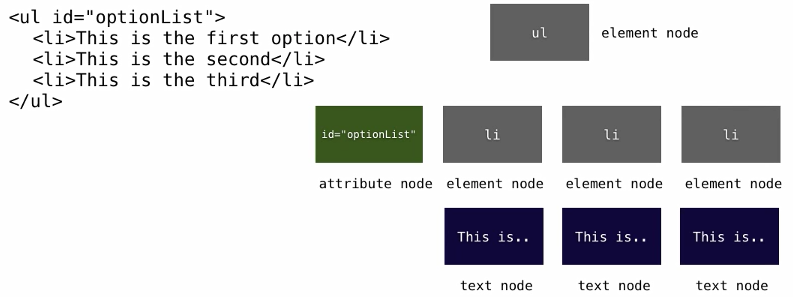 <ul id="optionList">
<li>This is the first option</li>
<li>This is the second</li>
<li>This is the third</li>
</ul>
ul element node
id="optionList" li li li
attribute node element node element node element node
This is.. This is.. This is..
text node text node text node